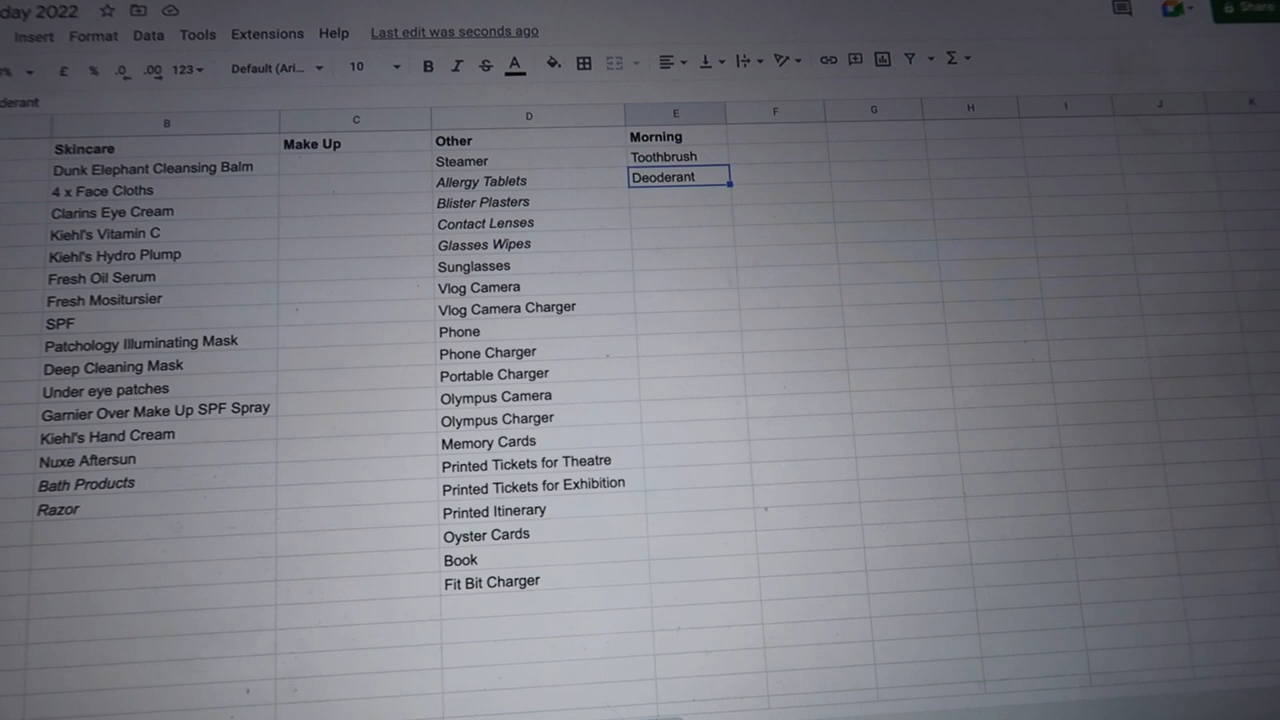 day 2022
Share
Insert Format Data Tools Extensions Help Last edit was seconds ago
% £ % .0 .00 123 Default (Ari... 10 B I S A
derant
B C D E F G H I J K
Skincare Make Up Other Morning
Dunk Elephant Cleansing Balm Steamer Toothbrush
4 x Face Cloths Allergy Tablets Deoderant
Clarins Eye Cream Blister Plasters
Kiehl's Vitamin C Contact Lenses
Kiehl's Hydro Plump Glasses Wipes
Fresh Oil Serum Sunglasses
Fresh Mositursier Vlog Camera
SPF Vlog Camera Charger
Patchology Illuminating Mask Phone
Deep Cleaning Mask Phone Charger
Under eye patches Portable Charger
Garnier Over Make Up SPF Spray Olympus Camera
Kiehl's Hand Cream Olympus Charger
Nuxe Aftersun Memory Cards
Bath Products Printed Tickets for Theatre
Razor Printed Tickets for Exhibition
Printed Itinerary
Oyster Cards
Book
Fit Bit Charger